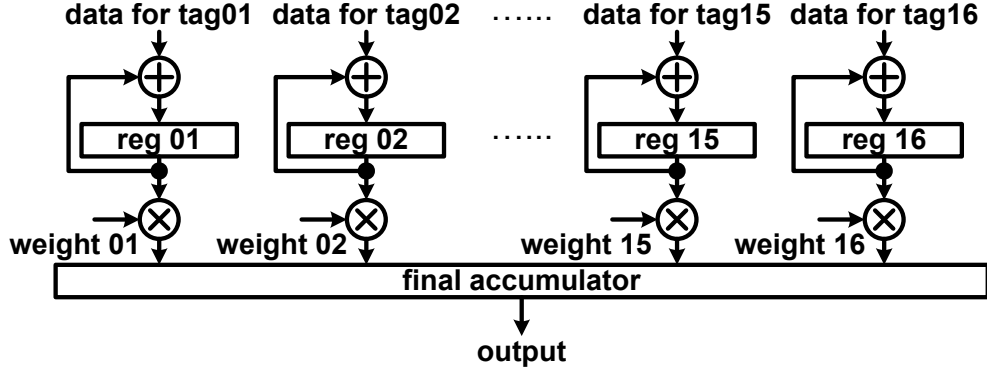 data for tag01 data for tag02 ...... data for tag15 data for tag16
reg 01 reg 02 ...... reg 15 reg 16
weight 01 weight 02 weight 15 weight 16
final accumulator
output